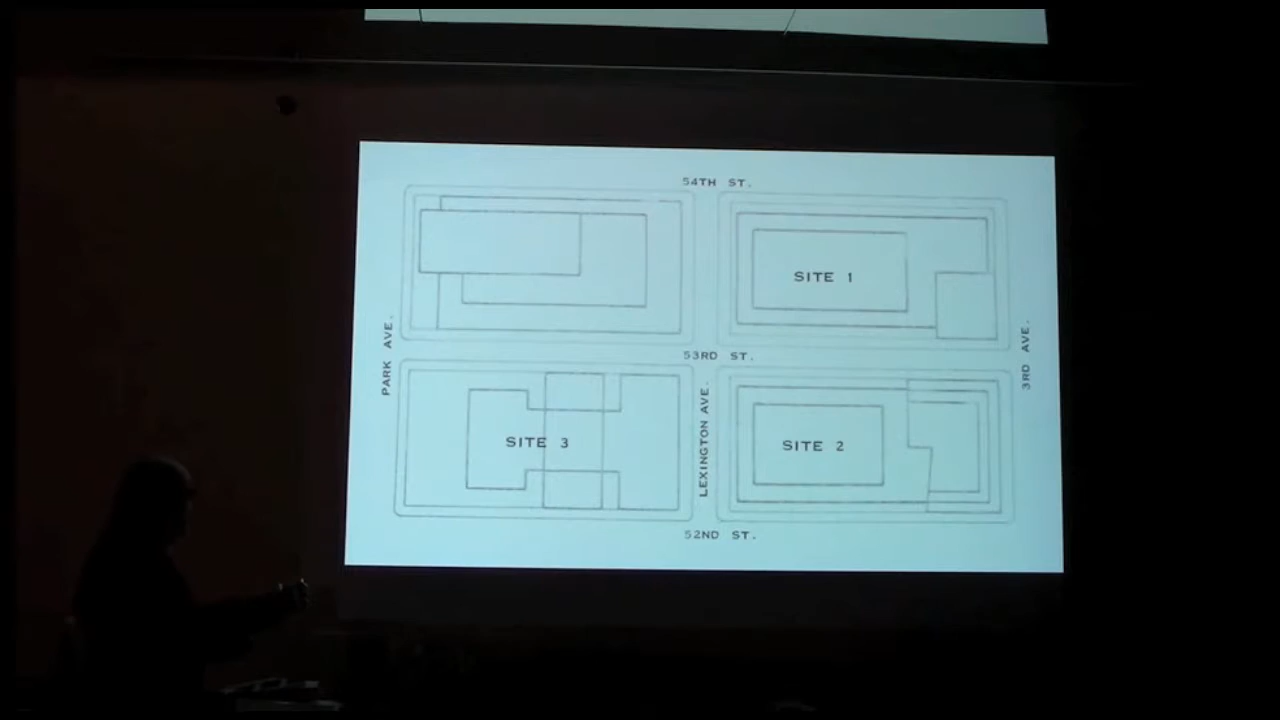 54TH ST.
SITE 1
PARK AVE.
53RD ST.
3RD AVE.
LEXINGTON AVE.
SITE 3
SITE 2
52ND ST.